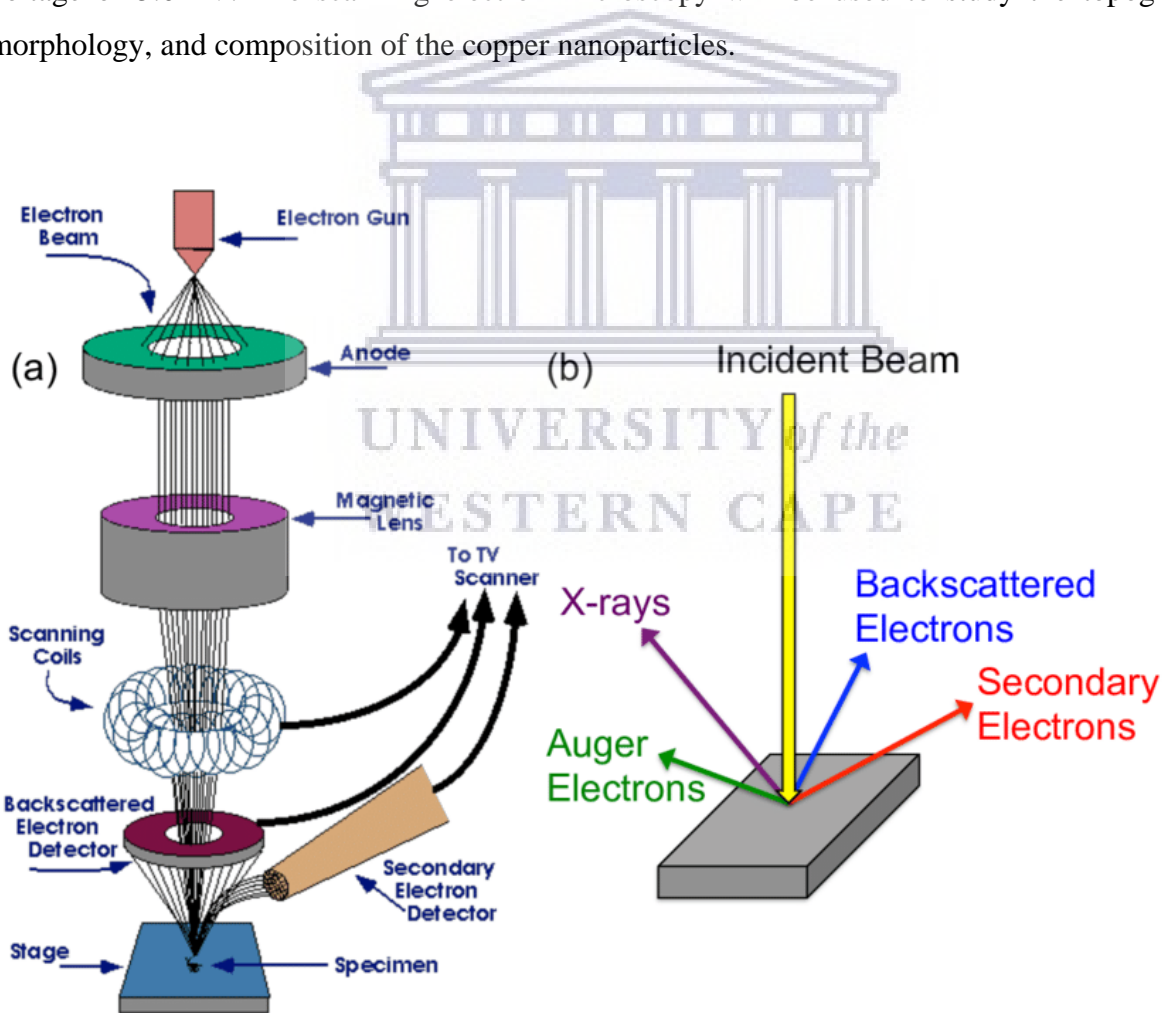 morphology, and composition of the copper nanoparticles.
(a)
Electron
Beam
Electron Gun
Anode
Magnetic
Lens
To TV
Scanner
Scanning
Coils
Backscattered
Electron
Detector
Secondary
Electron
Detector
Stage
Specimen
(b)
Incident Beam
X-rays
Backscattered
Electrons
Secondary
Electrons
Auger
Electrons
UNIVERSITY of the
WESTERN CAPE